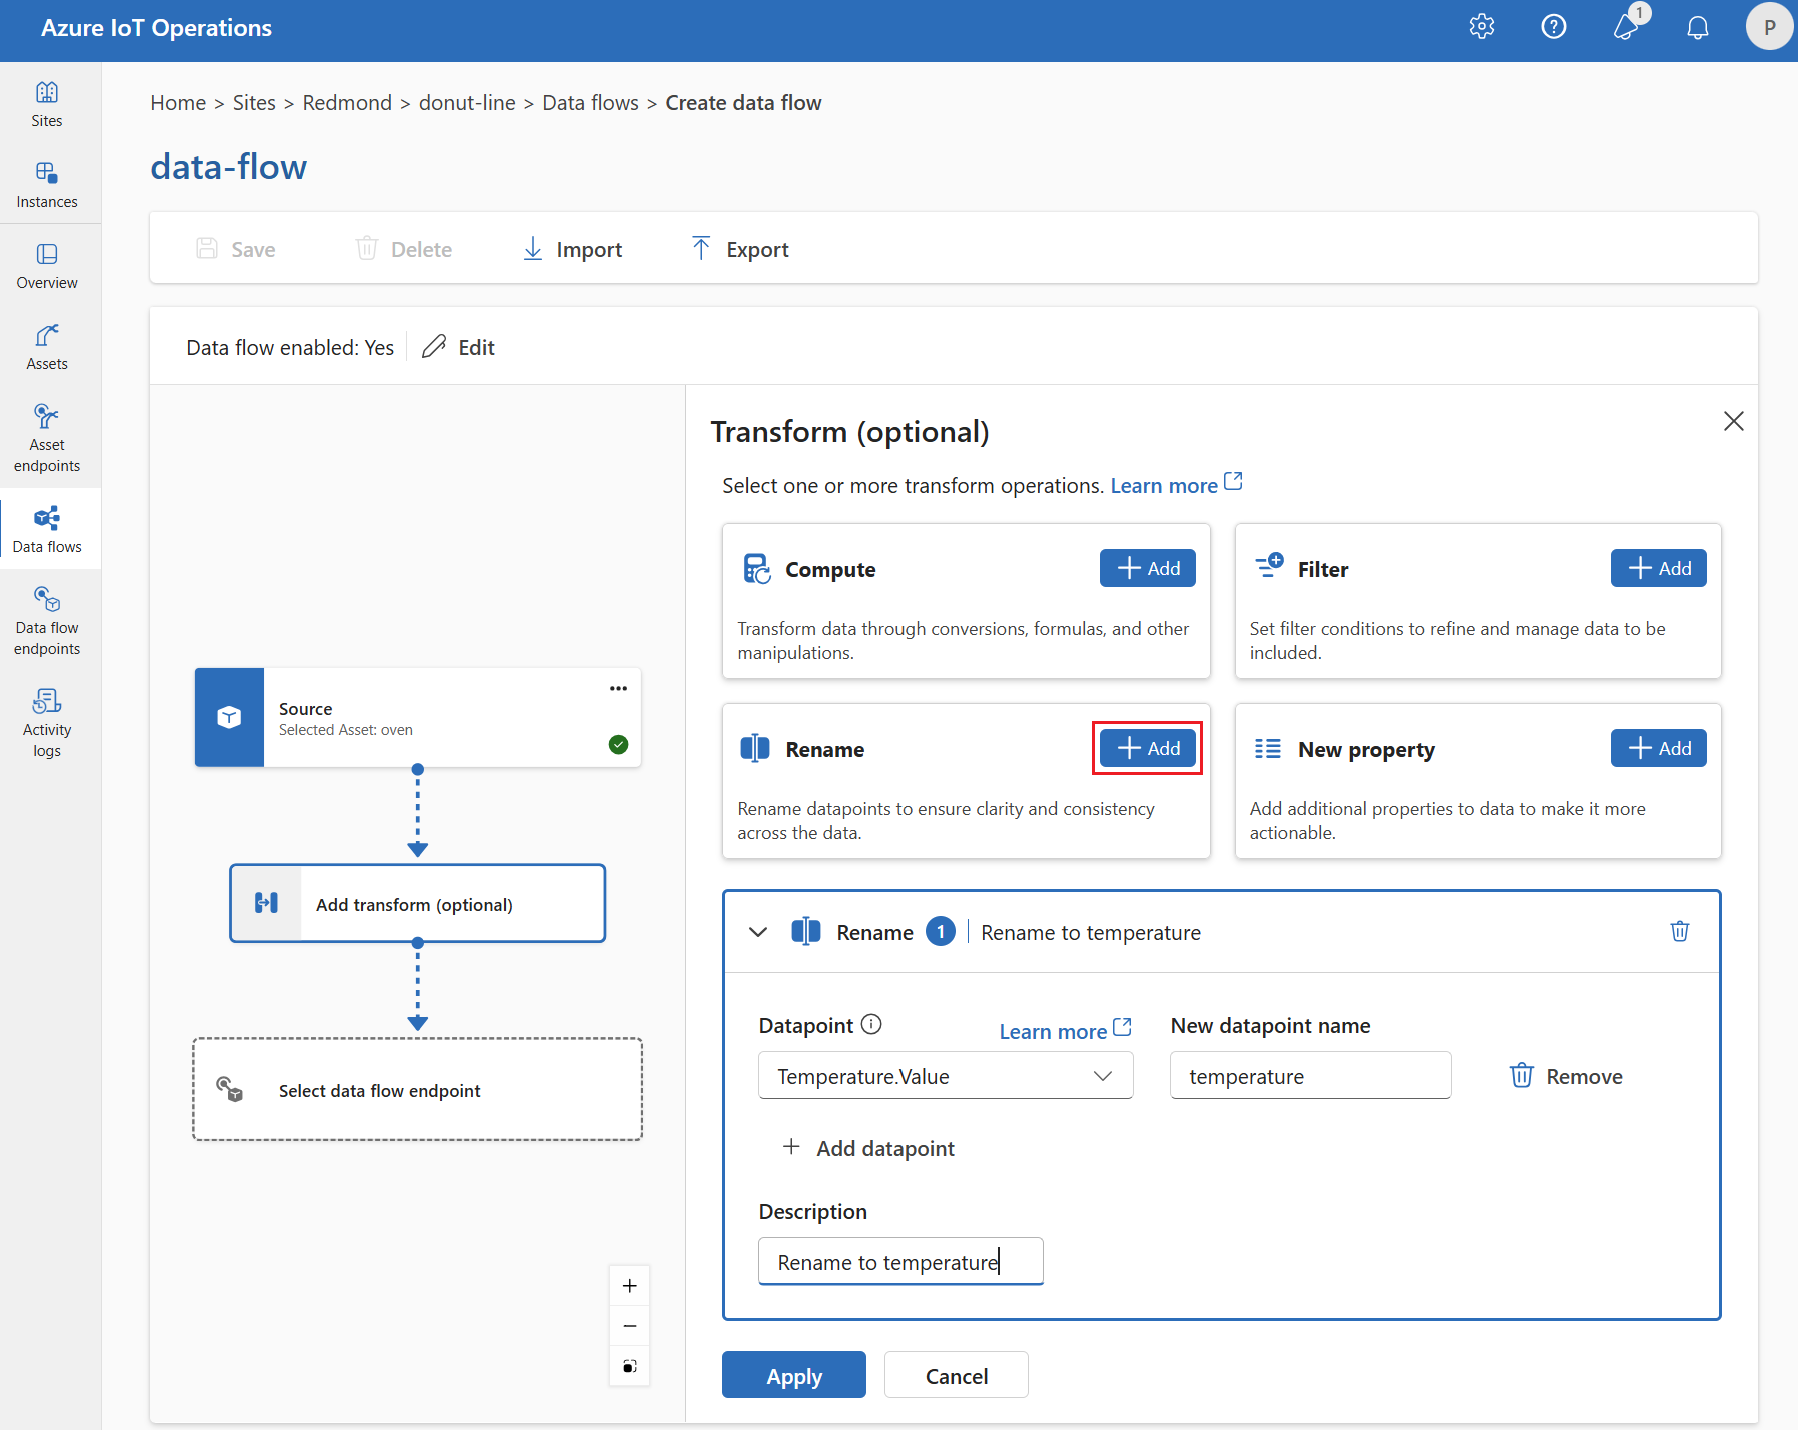 Azure IoT Operations
1
P
Sites
Instances
Overview
Assets
Asset
endpoints
Data flows
Data flow
endpoints
Activity
logs
Home > Sites > Redmond > donut-line > Data flows > Create data flow
data-flow
Save Delete Import Export
Data flow enabled: Yes Edit
Source
Selected Asset: oven
Add transform (optional)
Select data flow endpoint
Transform (optional)
Select one or more transform operations. Learn more
Compute
Add
Transform data through conversions, formulas, and other
manipulations.
Filter
Add
Set filter conditions to refine and manage data to be
included.
Rename
Add
Rename datapoints to ensure clarity and consistency
across the data.
New property
Add
Add additional properties to data to make it more
actionable.
Rename 1 | Rename to temperature
Datapoint Learn more New datapoint name
Temperature.Value temperature Remove
+ Add datapoint
Description
Rename to temperature
Apply Cancel